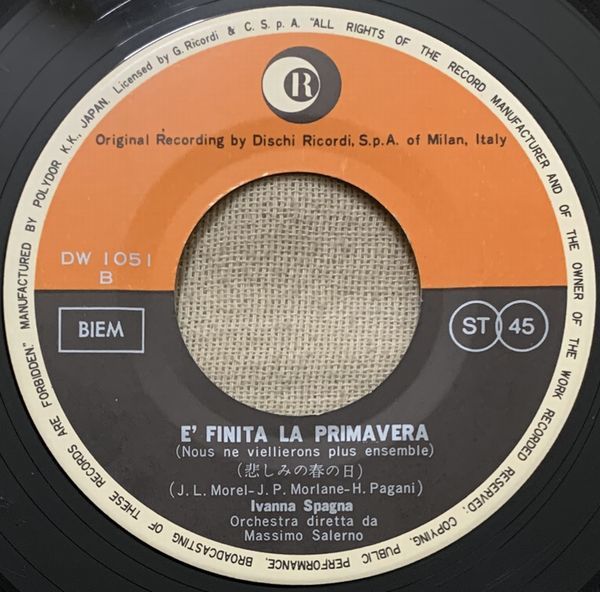 MANUFACTURED BY POLYDOR K.K., JAPAN. Licensed by G. Ricordi & C. S. p. A. "ALL RIGHTS OF THE RECORD MANUFACTURER AND OF THE OWNER OF THE WORK RECORDED RESERVED; COPYING, PUBLIC PERFORMANCE, BROADCASTING OF THESE RECORDS ARE FORBIDDEN."
R
Original Recording by Dischi Ricordi, S.p.A. of Milan, Italy
DW 1051
B
BIEM
ST 45
E' FINITA LA PRIMAVERA
(Nous ne viellierons plus ensemble)
(悲しみの春の日)
(J. L. Morel-J. P. Morlane-H. Pagani)
Ivanna Spagna
Orchestra diretta da
Massimo Salerno